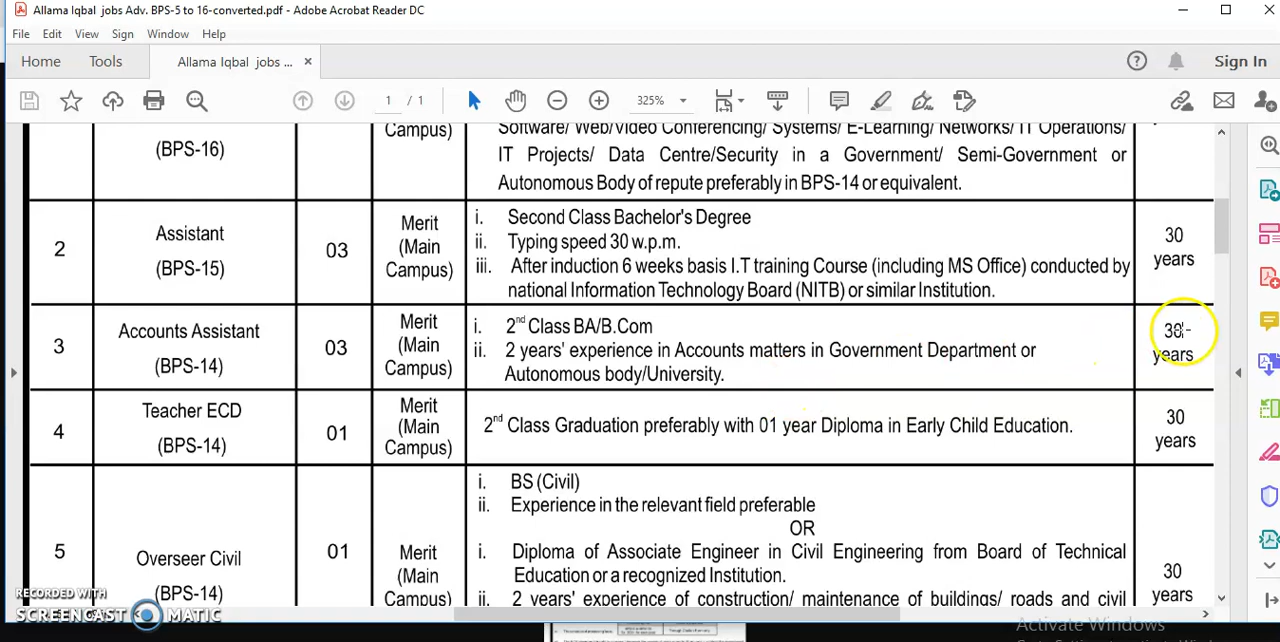 Allama Iqbal jobs Adv. BPS-5 to 16-converted.pdf - Adobe Acrobat Reader DC
File Edit View Sign Window Help
Home Tools Allama Iqbal jobs ... × Sign In
1 / 1 325%
Campus)
Software/ Web/Video Conferencing/ Systems/ E-Learning/ Networks/ IT Operations/
(BPS-16)
IT Projects/ Data Centre/Security in a Government/ Semi-Government or
Autonomous Body of repute preferably in BPS-14 or equivalent.
2
Assistant
(BPS-15)
03
Merit
(Main
Campus)
i. Second Class Bachelor's Degree
ii. Typing speed 30 w.p.m.
iii. After induction 6 weeks basis I.T training Course (including MS Office) conducted by
national Information Technology Board (NITB) or similar Institution.
30
years
3
Accounts Assistant
(BPS-14)
03
Merit
(Main
Campus)
i. 2nd Class BA/B.Com
ii. 2 years' experience in Accounts matters in Government Department or
Autonomous body/University.
years
4
Teacher ECD
(BPS-14)
01
Merit
(Main
Campus)
2nd Class Graduation preferably with 01 year Diploma in Early Child Education.
30
years
5
Overseer Civil
(BPS-14)
01
Merit
(Main
Campus)
i. BS (Civil)
ii. Experience in the relevant field preferable
OR
i. Diploma of Associate Engineer in Civil Engineering from Board of Technical
Education or a recognized Institution.
ii. 2 years' experience of construction/ maintenance of buildings/ roads and civil
30
years
RECORDED WITH
SCREENCAST MATIC
Activate Windows